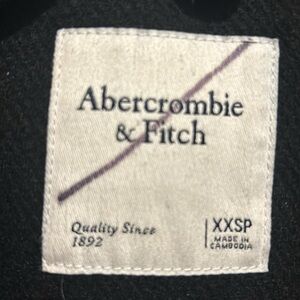 Abercrombie
& Fitch
Quality Since
1892
XXSP
MADE IN
CAMBODIA